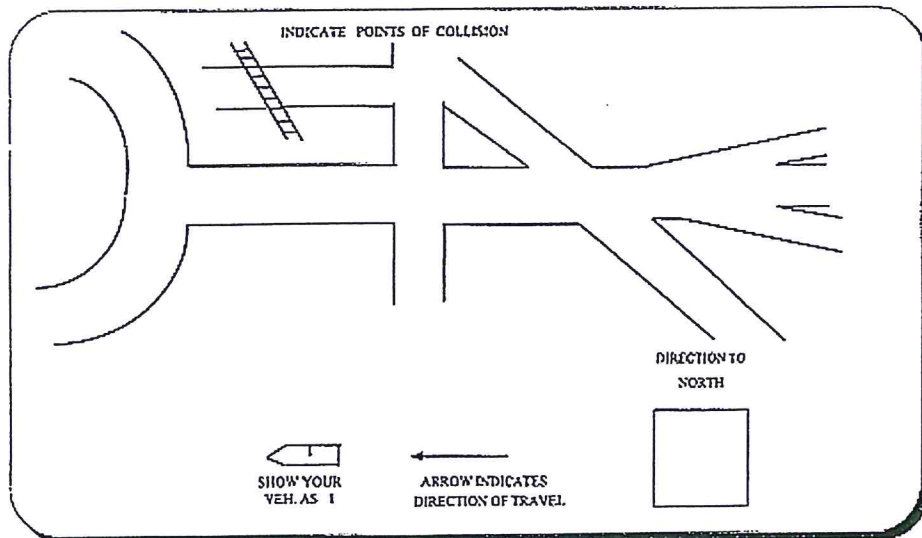 INDICATE POINTS OF COLLISION
DIRECTION TO
NORTH
1
SHOW YOUR
VEH. AS 1
ARROW INDICATES
DIRECTION OF TRAVEL